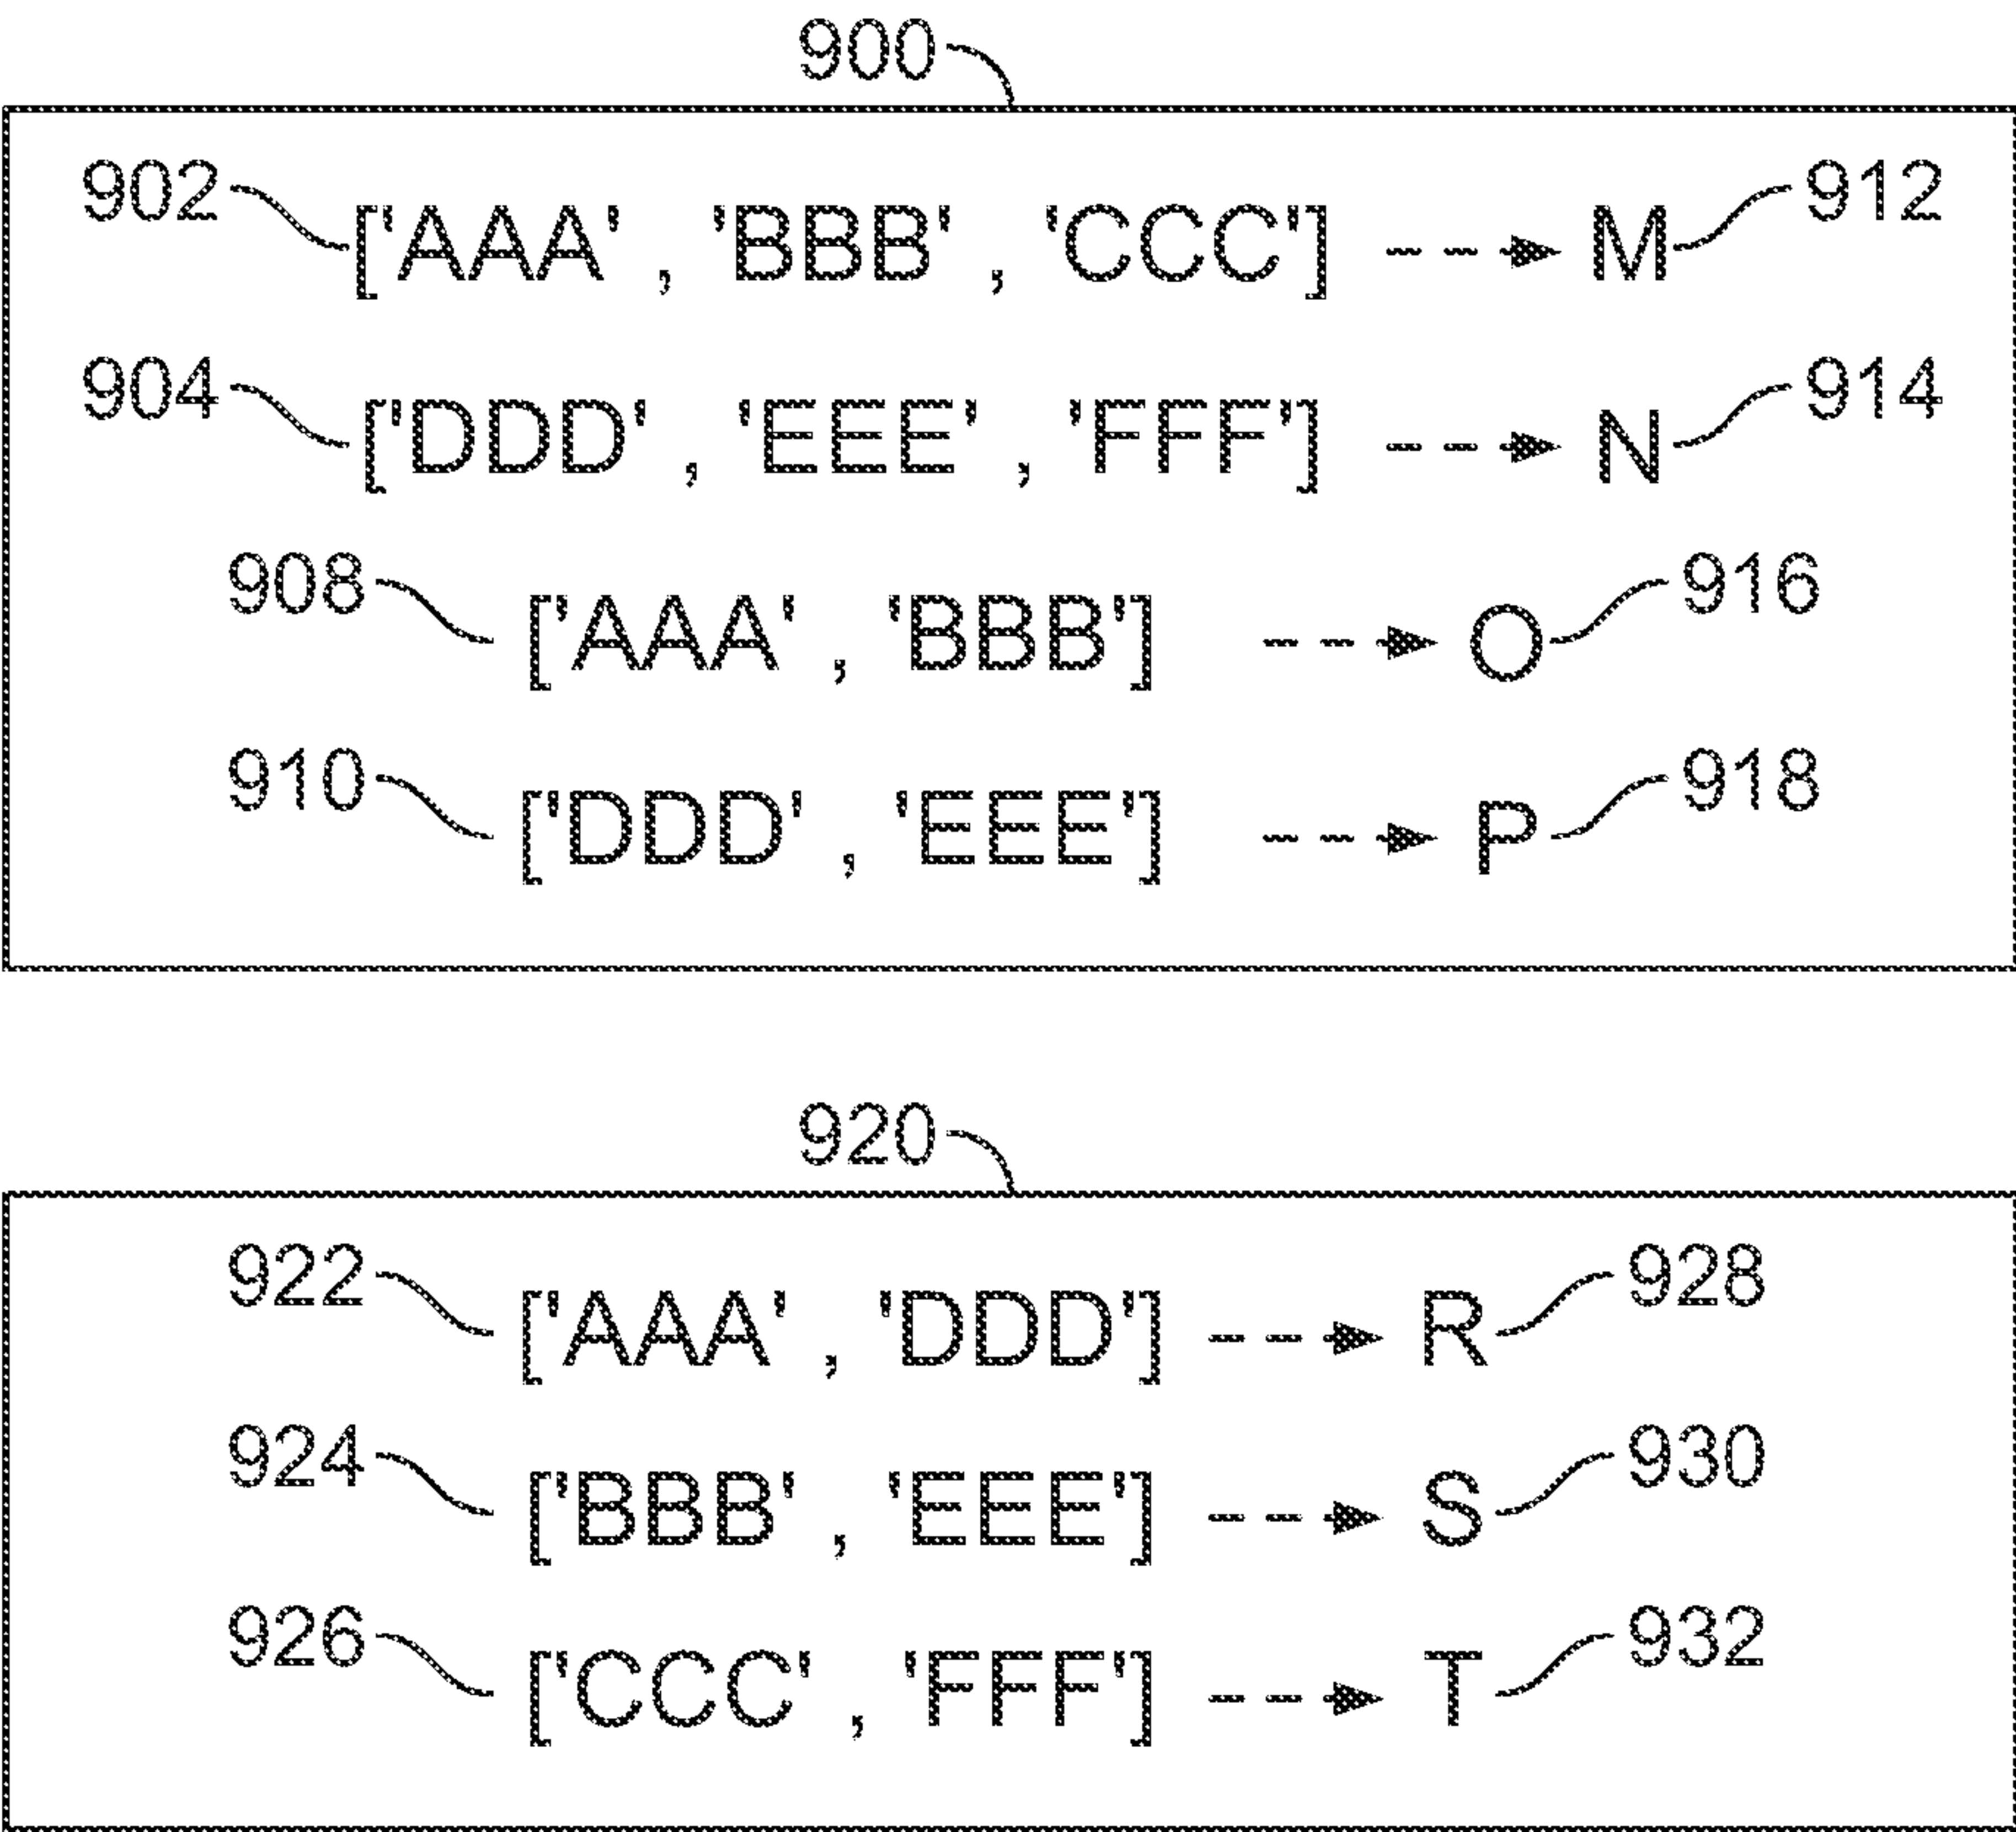 900
902 ['AAA' , 'BBB' , 'CCC'] M 912
904 ['DDD' , 'EEE' , 'FFF'] N 914
908 ['AAA' , 'BBB'] O 916
910 ['DDD' , 'EEE'] P 918
920
922 ['AAA' , 'DDD'] R 928
924 ['BBB' , 'EEE'] S 930
926 ['CCC' , 'FFF'] T 932